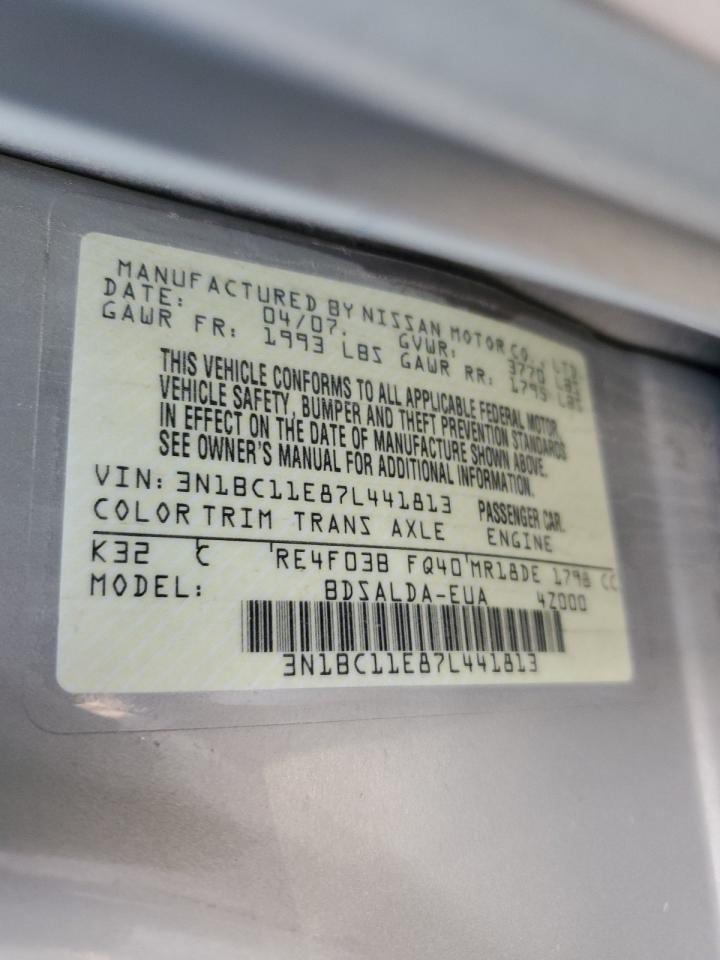 MANUFACTURED BY NISSAN MOTOR CO., LTD.
DATE: 04/07. GVWR: 3770 LBS
GAWR FR: 1993 LBS GAWR RR: 1795 LBS
THIS VEHICLE CONFORMS TO ALL APPLICABLE FEDERAL MOTOR
VEHICLE SAFETY, BUMPER AND THEFT PREVENTION STANDARDS
IN EFFECT ON THE DATE OF MANUFACTURE SHOWN ABOVE.
SEE OWNER'S MANUAL FOR ADDITIONAL INFORMATION.
VIN: 3N1BC11E87L441813 PASSENGER CAR.
COLOR TRIM TRANS AXLE ENGINE
K32 C RE4F03B FQ40 MR18DE 1798 CC
MODEL: BDSALDA-EUA 4Z000
3N1BC11E87L441813